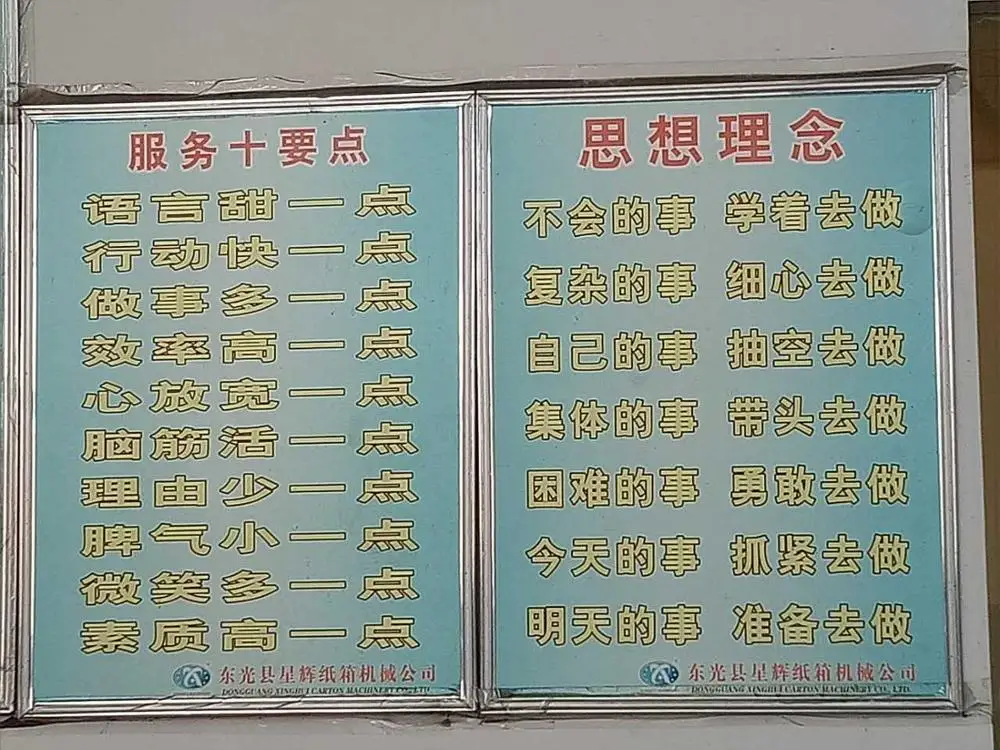 服务十要点
语言甜一点
行动快一点
做事多一点
效率高一点
心放宽一点
脑筋活一点
理由少一点
脾气小一点
微笑多一点
素质高一点
东光县星辉纸箱机械公司
DONGGUANG XINGHUI CARTON MACHINERY CO., LTD.
思想理念
不会的事 学着去做
复杂的事 细心去做
自己的事 抽空去做
集体的事 带头去做
困难的事 勇敢去做
今天的事 抓紧去做
明天的事 准备去做
东光县星辉纸箱机械公司
DONGGUANG XINGHUI CARTON MACHINERY CO., LTD.